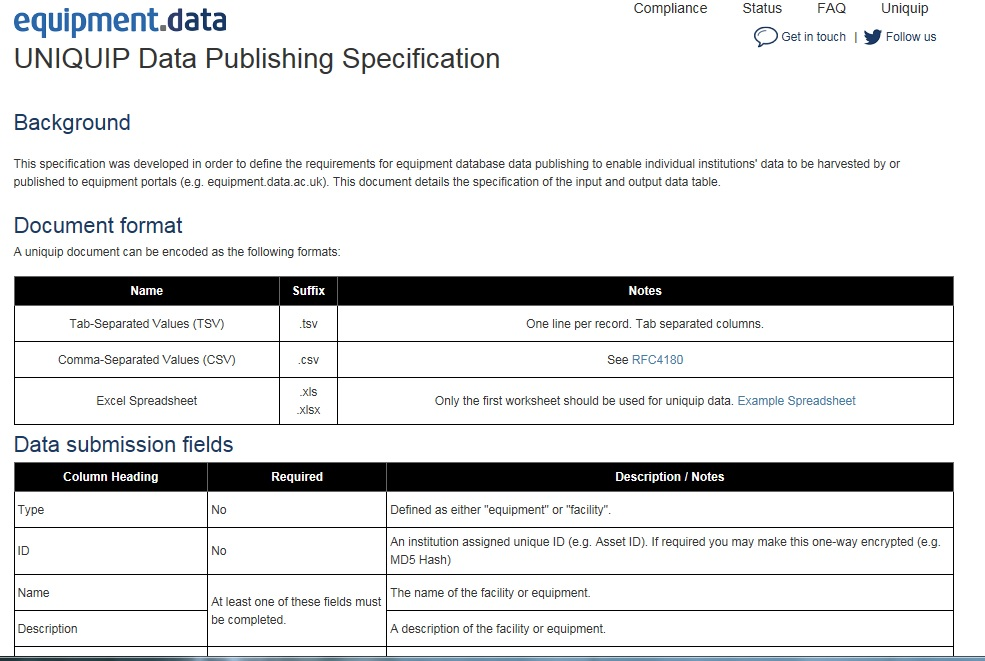 equipment.data
Compliance Status FAQ Uniquip
Get in touch | Follow us
UNIQUIP Data Publishing Specification
Background
This specification was developed in order to define the requirements for equipment database data publishing to enable individual institutions' data to be harvested by or
published to equipment portals (e.g. equipment.data.ac.uk). This document details the specification of the input and output data table.
Document format
A uniquip document can be encoded as the following formats:
Name Suffix Notes
Tab-Separated Values (TSV) .tsv One line per record. Tab separated columns.
Comma-Separated Values (CSV) .csv See RFC4180
Excel Spreadsheet .xls
.xlsx Only the first worksheet should be used for uniquip data. Example Spreadsheet
Data submission fields
Column Heading Required Description / Notes
Type No Defined as either "equipment" or "facility".
ID No An institution assigned unique ID (e.g. Asset ID). If required you may make this one-way encrypted (e.g.
MD5 Hash)
Name At least one of these fields must
be completed. The name of the facility or equipment.
Description A description of the facility or equipment.